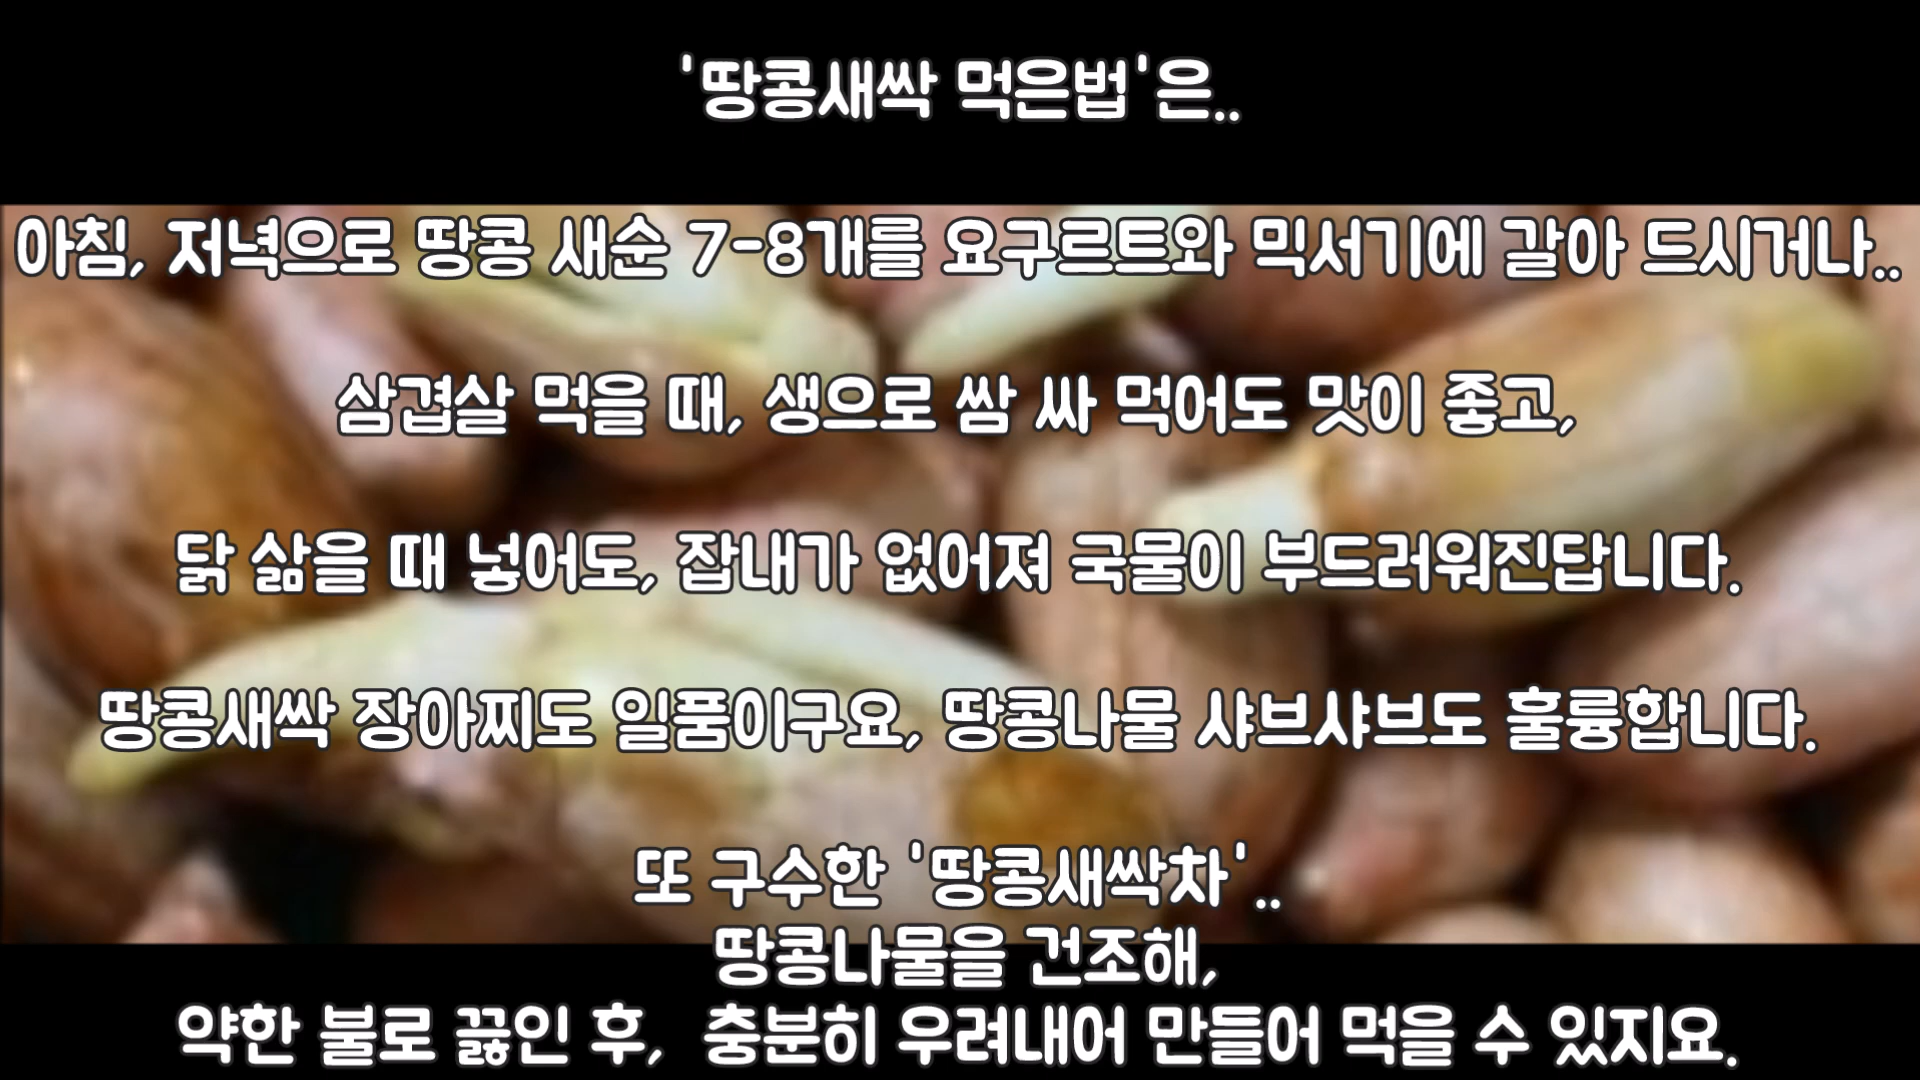 '땅콩새싹 먹은법'은..
아침, 저녁으로 땅콩 새순 7-8개를 요구르트와 믹서기에 갈아 드시거나..
삼겹살 먹을 때, 생으로 쌈 싸 먹어도 맛이 좋고,
닭 삶을 때 넣어도, 잡내가 없어져 국물이 부드러워진답니다.
땅콩새싹 장아찌도 일품이구요, 땅콩나물 샤브샤브도 훌륭합니다.
또 구수한 '땅콩새싹차'..
땅콩나물을 건조해,
약한 불로 끓인 후, 충분히 우려내어 만들어 먹을 수 있지요.